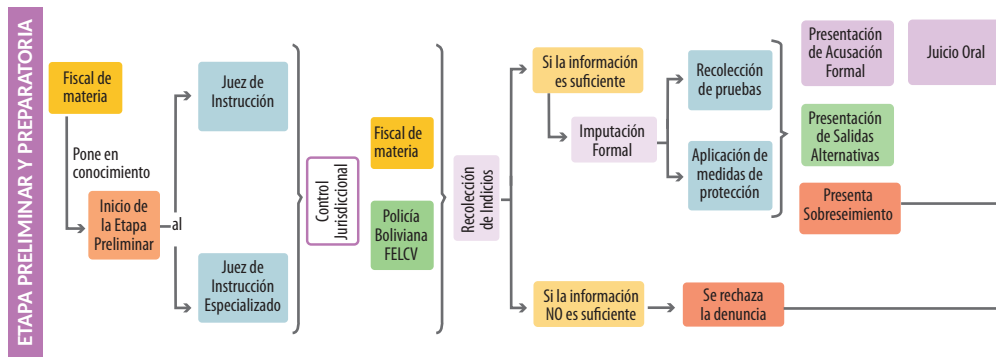 ETAPA PRELIMINAR Y PREPARATORIA
Fiscal de
materia
Pone en
conocimiento
Inicio de
la Etapa
Preliminar
al
Juez de
Instrucción
Juez de
Instrucción
Especializado
Control
Jurisdiccional
Fiscal de
materia
Policía
Boliviana
FELCV
Recolección
de Indicios
Si la información
es suficiente
Imputación
Formal
Recolección
de pruebas
Aplicación de
medidas de
protección
Presentación
de Acusación
Formal
Juicio Oral
Presentación
de Salidas
Alternativas
Presenta
Sobreseimiento
Si la información
NO es suficiente
Se rechaza
la denuncia